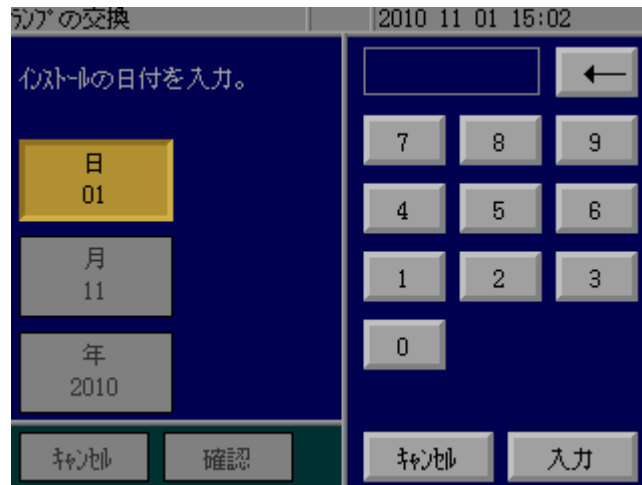 ﾗﾝﾌﾟの交換
2010 11 01 15:02
ｲﾝｽﾄｰﾙの日付を入力。
←
日
01
月
11
年
2010
7 8 9
4 5 6
1 2 3
0
ｷｬﾝｾﾙ 確認
ｷｬﾝｾﾙ 入力